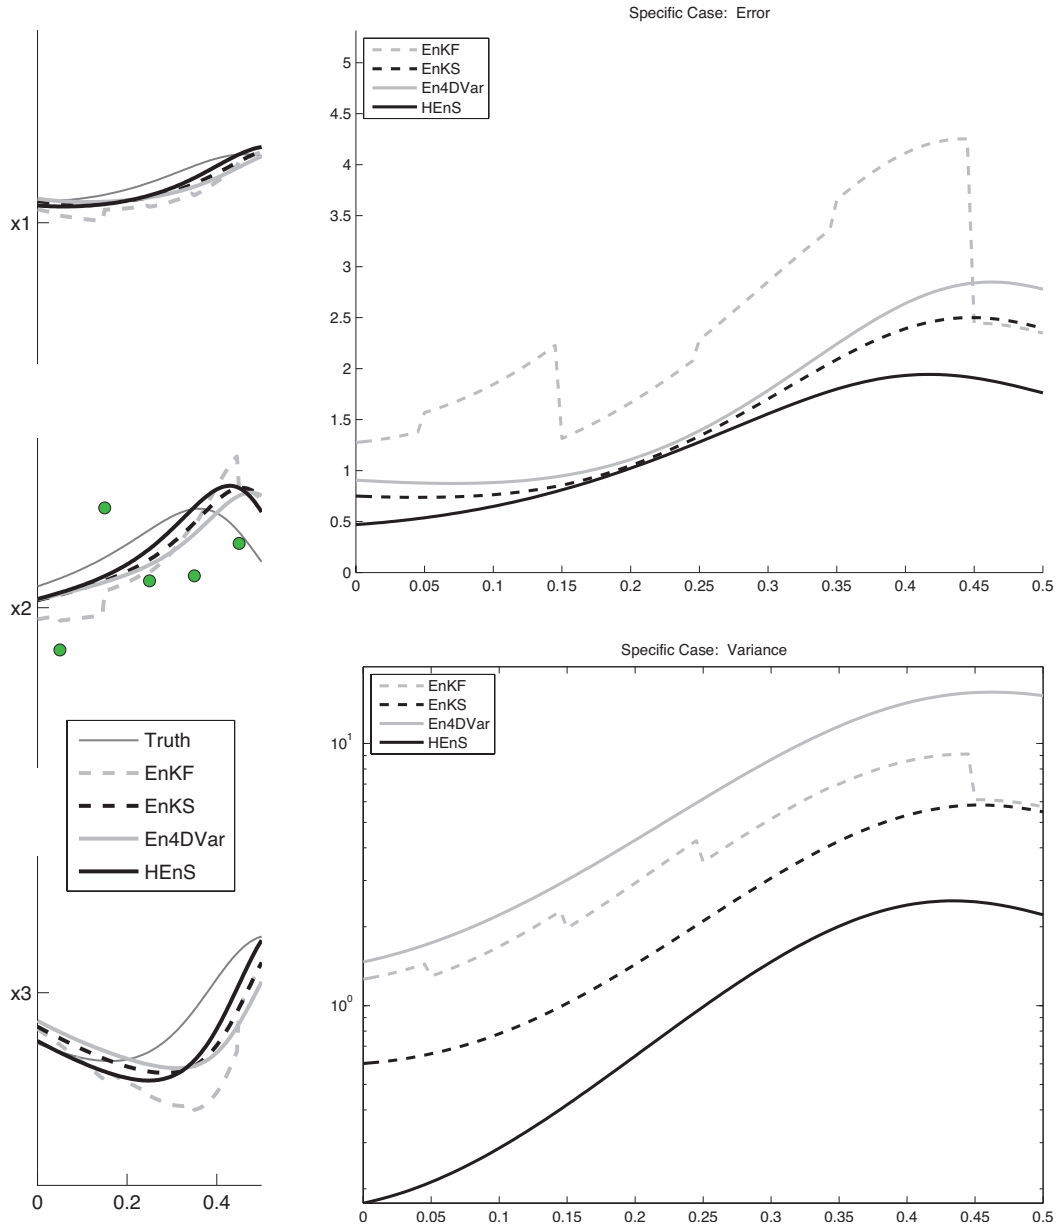 x1
x2
Truth
EnKF
EnKS
En4DVar
HEnS
x3
0 0.2 0.4
Specific Case: Error
EnKF
EnKS
En4DVar
HEnS
5
4.5
4
3.5
3
2.5
2
1.5
1
0.5
0
0 0.05 0.1 0.15 0.2 0.25 0.3 0.35 0.4 0.45 0.5
Specific Case: Variance
EnKF
EnKS
En4DVar
HEnS
10¹
10⁰
0 0.05 0.1 0.15 0.2 0.25 0.3 0.35 0.4 0.45 0.5